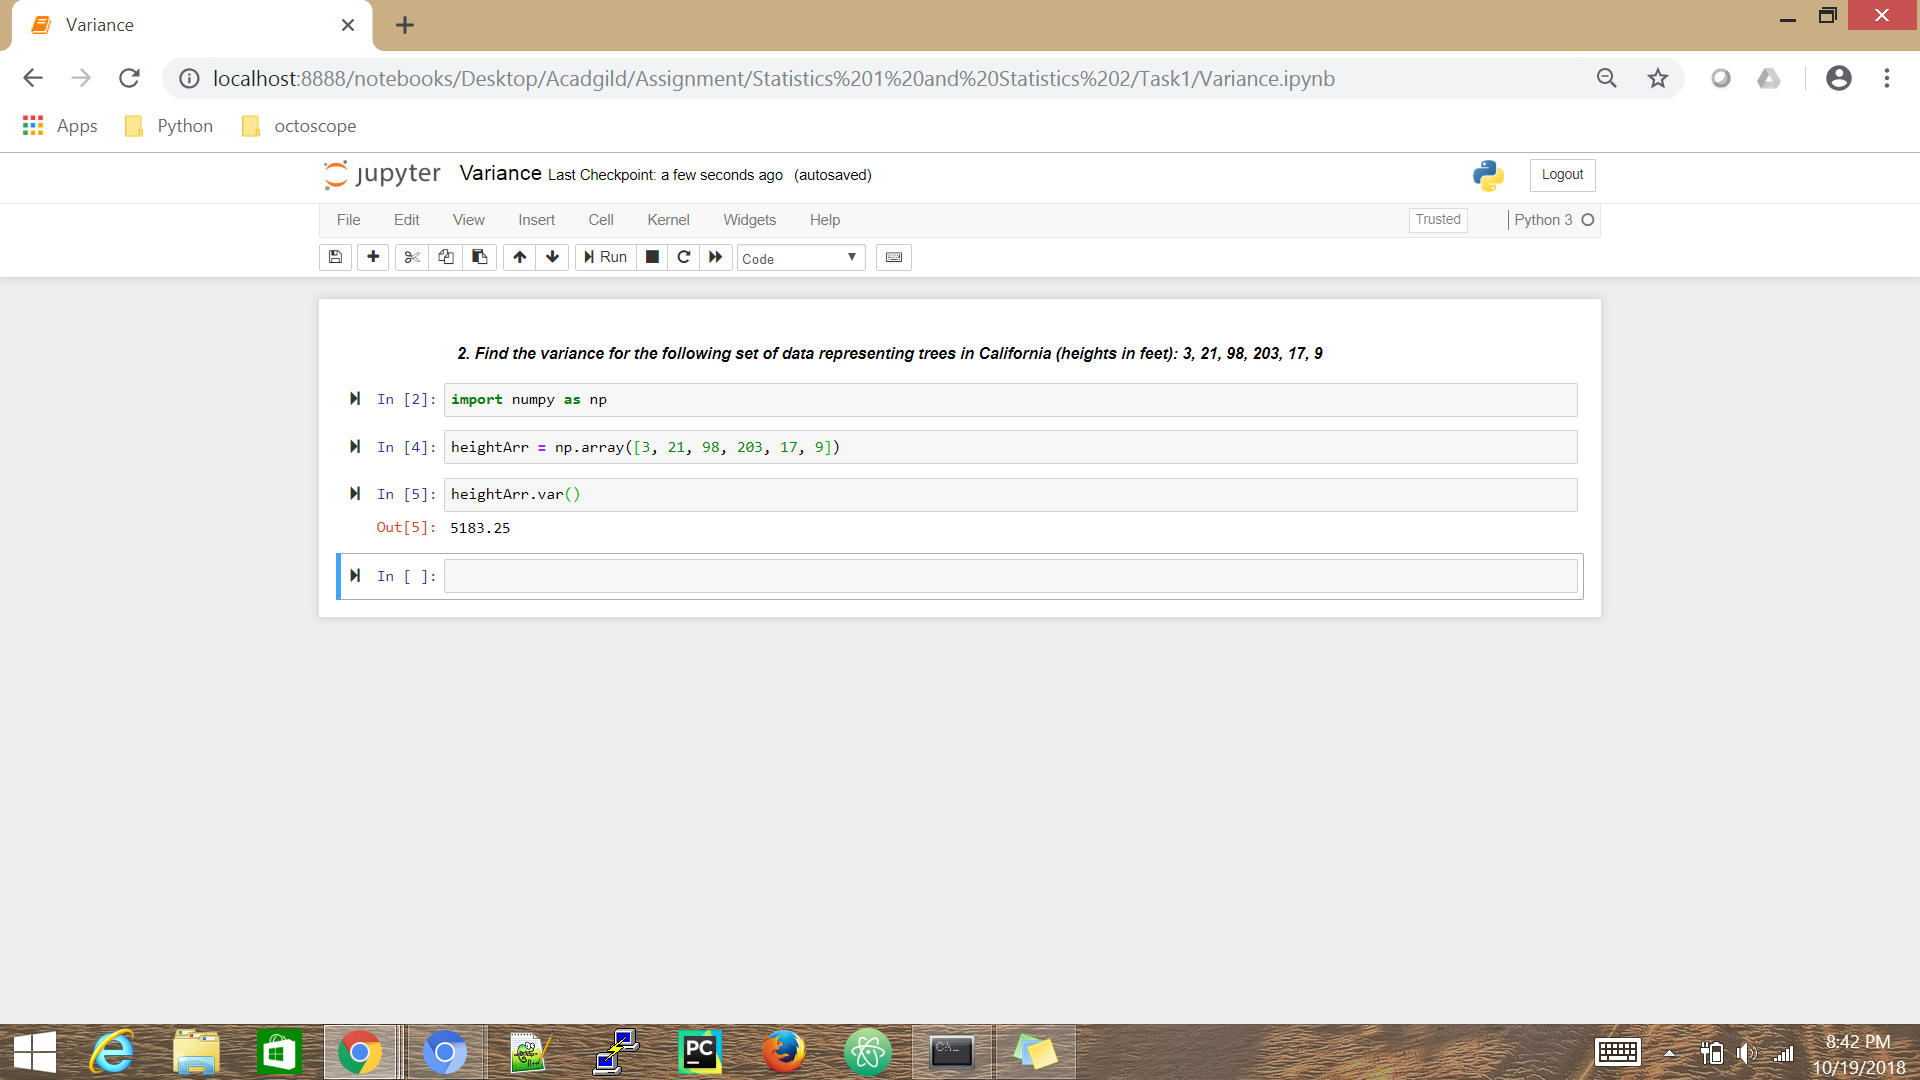 Variance
localhost:8888/notebooks/Desktop/Acadgild/Assignment/Statistics%201%20and%20Statistics%202/Task1/Variance.ipynb
Apps Python octoscope
jupyter Variance Last Checkpoint: a few seconds ago (autosaved) Logout
File Edit View Insert Cell Kernel Widgets Help Trusted Python 3
Run Code
2. Find the variance for the following set of data representing trees in California (heights in feet): 3, 21, 98, 203, 17, 9
In [2]: import numpy as np
In [4]: heightArr = np.array([3, 21, 98, 203, 17, 9])
In [5]: heightArr.var()
Out[5]: 5183.25
In [ ]:
PC
C:\...
8:42 PM
10/19/2018